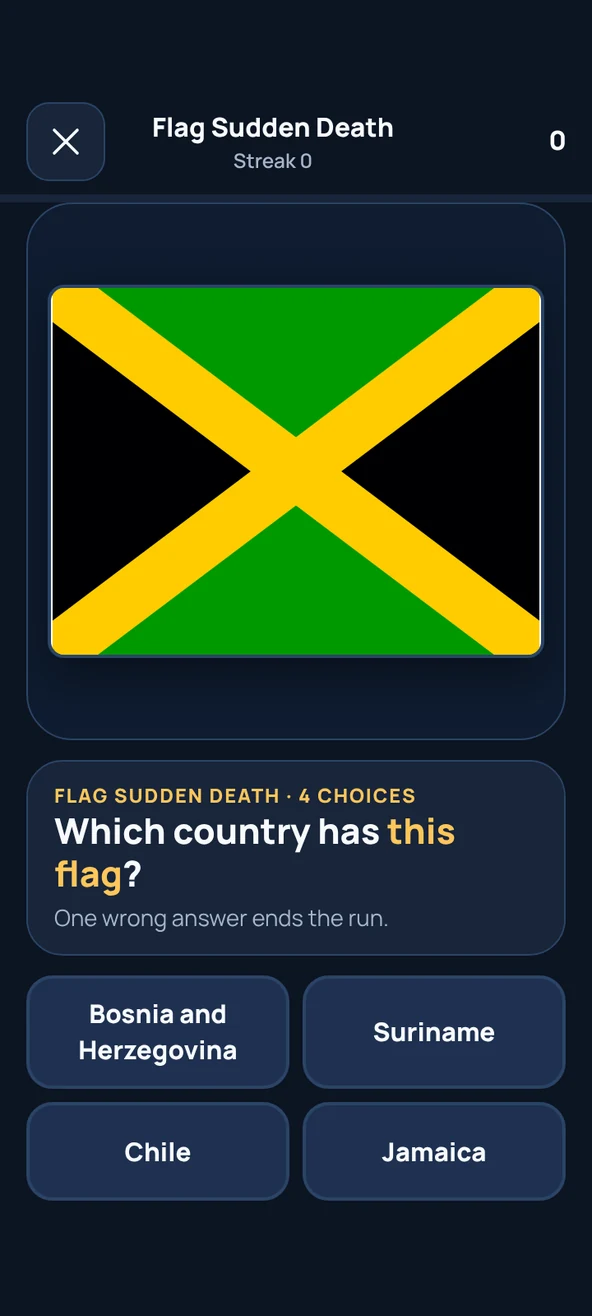 Flag Sudden Death
Streak 0
0
FLAG SUDDEN DEATH · 4 CHOICES
Which country has this
flag?
One wrong answer ends the run.
Bosnia and
Herzegovina
Suriname
Chile
Jamaica